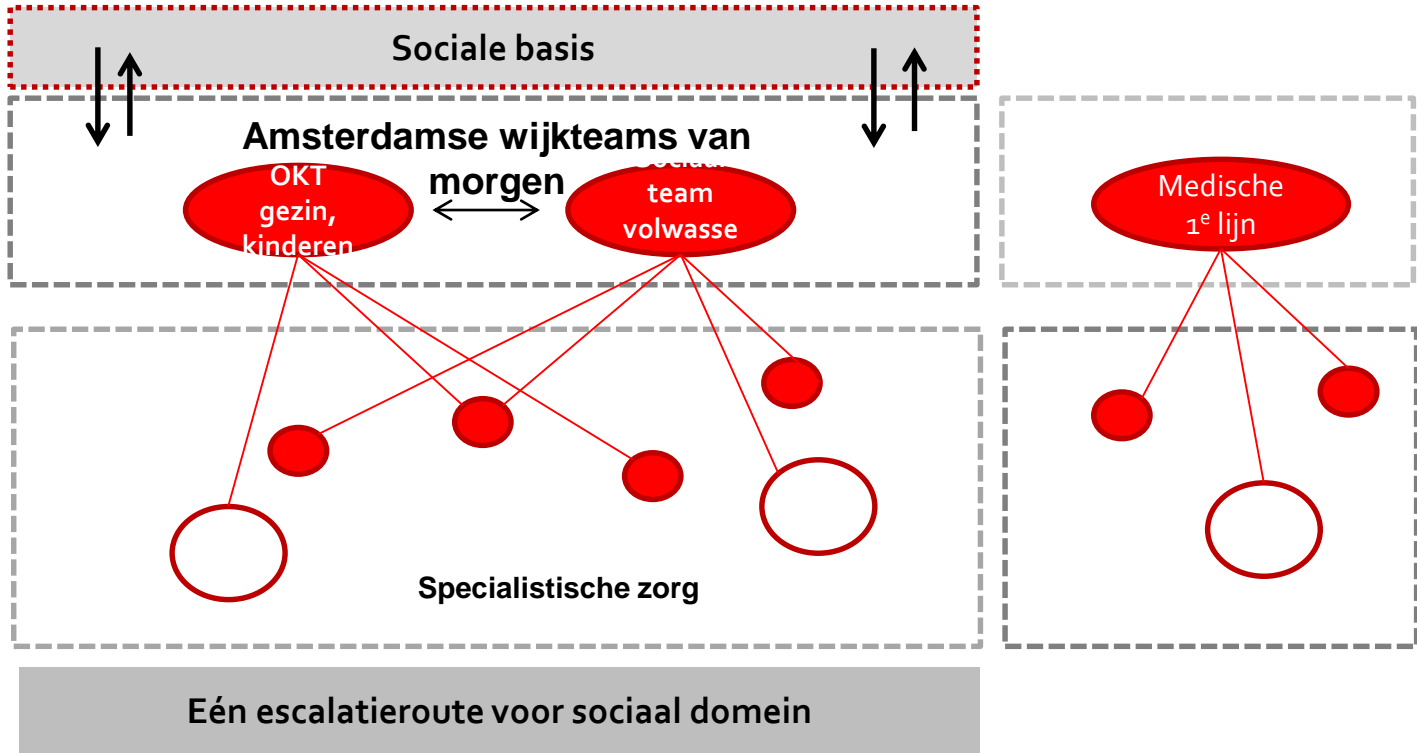 Sociale basis
Amsterdamse wijkteams van
morgen
OKT
gezin,
kinderen
team
volwasse
Medische
1e lijn
Specialistische zorg
Eén escalatieroute voor sociaal domein